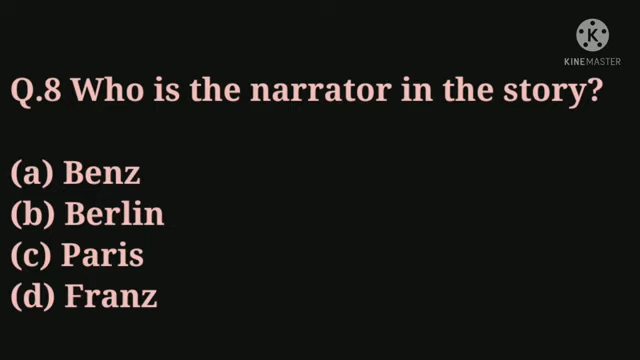 K
KINEMASTER
Q.8 Who is the narrator in the story?
(a) Benz
(b) Berlin
(c) Paris
(d) Franz